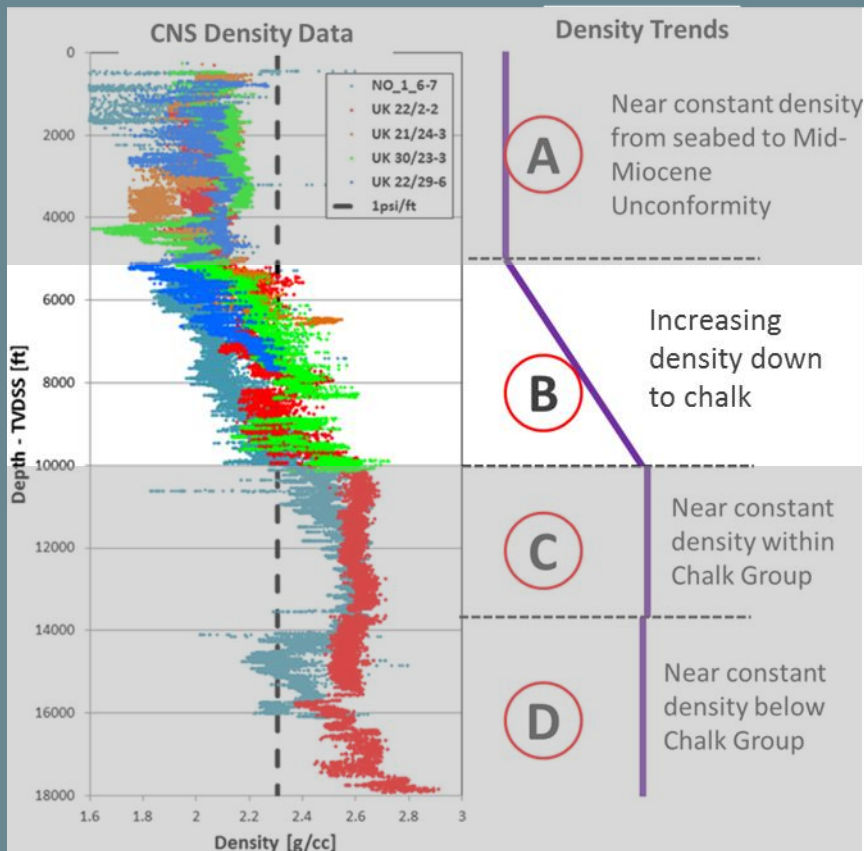 CNS Density Data
Density Trends
0
2000
4000
6000
8000
10000
12000
14000
16000
18000
Depth - TVDSS [ft]
1.6 1.8 2 2.2 2.4 2.6 2.8 3
Density [g/cc]
NO_1_6-7
UK 22/2-2
UK 21/24-3
UK 30/23-3
UK 22/29-6
1psi/ft
A
Near constant density
from seabed to Mid-
Miocene
Unconformity
B
Increasing
density down
to chalk
C
Near constant
density within
Chalk Group
D
Near constant
density below
Chalk Group